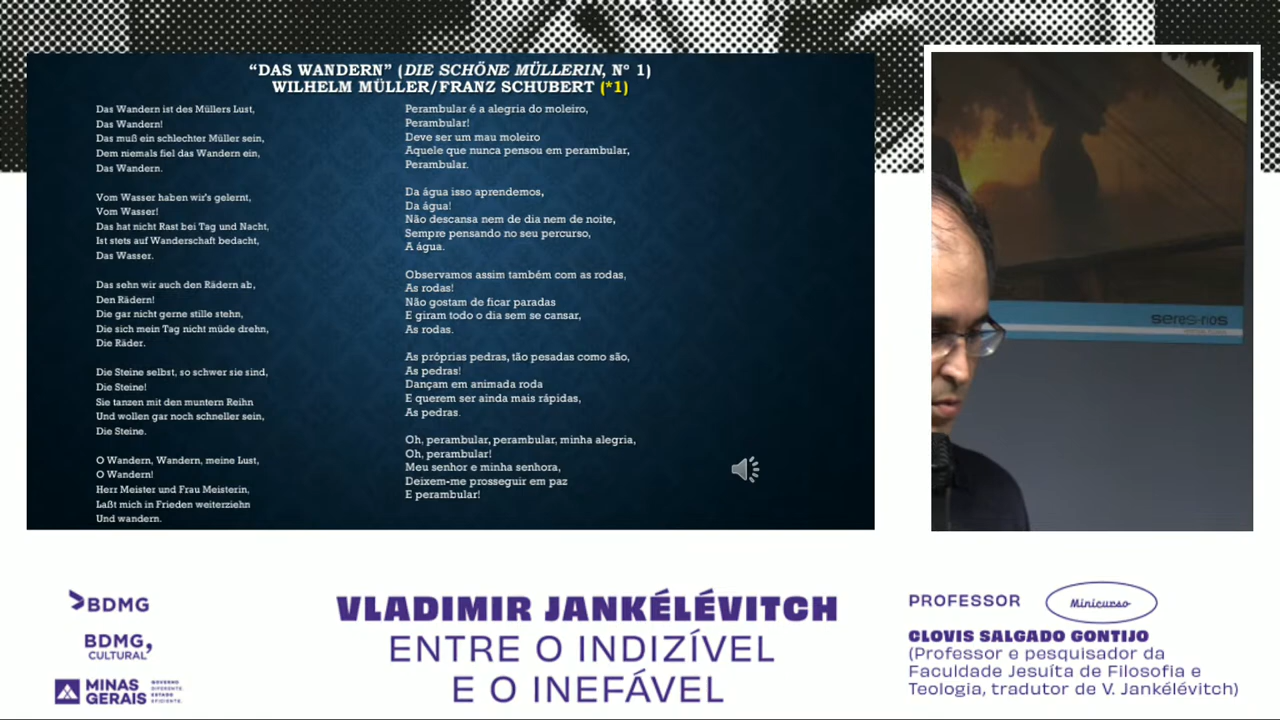 “DAS WANDERN” (DIE SCHÖNE MÜLLERIN, Nº 1)
WILHELM MÜLLER/FRANZ SCHUBERT (*1)
Das Wandern ist des Müllers Lust,
Das Wandern!
Das muß ein schlechter Müller sein,
Dem niemals fiel das Wandern ein,
Das Wandern.
Vom Wasser haben wir's gelernt,
Vom Wasser!
Das hat nicht Rast bei Tag und Nacht,
Ist stets auf Wanderschaft bedacht,
Das Wasser.
Das sehn wir auch den Rädern ab,
Den Rädern!
Die gar nicht gerne stille stehn,
Die sich mein Tag nicht müde drehn,
Die Räder.
Die Steine selbst, so schwer sie sind,
Die Steine!
Sie tanzen mit den muntern Reihn
Und wollen gar noch schneller sein,
Die Steine.
O Wandern, Wandern, meine Lust,
O Wandern!
Herr Meister und Frau Meisterin,
Laßt mich in Frieden weiterziehn
Und wandern.
Perambular é a alegria do moleiro,
Perambular!
Deve ser um mau moleiro
Aquele que nunca pensou em perambular,
Perambular.
Da água isso aprendemos,
Da água!
Não descansa nem de dia nem de noite,
Sempre pensando no seu percurso,
A água.
Observamos assim também com as rodas,
As rodas!
Não gostam de ficar paradas
E giram todo o dia sem se cansar,
As rodas.
As próprias pedras, tão pesadas como são,
As pedras!
Dançam em animada roda
E querem ser ainda mais rápidas,
As pedras.
Oh, perambular, perambular, minha alegria,
Oh, perambular!
Meu senhor e minha senhora,
Deixem-me prosseguir em paz
E perambular!
seres-rios
BDMG
BDMG,
CULTURAL
MINAS
GERAIS
GOVERNO
DIFERENTE.
ESTADO
EFICIENTE.
VLADIMIR JANKÉLÉVITCH
ENTRE O INDIZÍVEL
E O INEFÁVEL
PROFESSOR
Minicurso
CLOVIS SALGADO GONTIJO
(Professor e pesquisador da
Faculdade Jesuíta de Filosofia e
Teologia, tradutor de V. Jankélévitch)